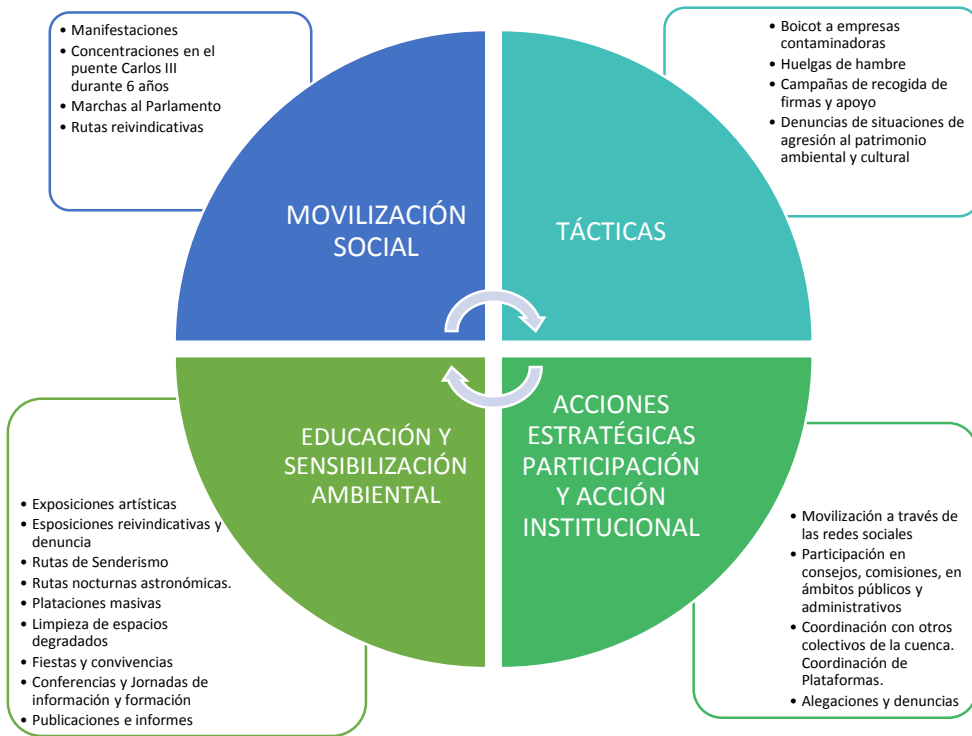 • Manifestaciones
• Concentraciones en el
puente Carlos III
durante 6 años
• Marchas al Parlamento
• Rutas reivindicativas
• Boicot a empresas
contaminadoras
• Huelgas de hambre
• Campañas de recogida de
firmas y apoyo
• Denuncias de situaciones de
agresión al patrimonio
ambiental y cultural
MOVILIZACIÓN
SOCIAL
TÁCTICAS
EDUCACIÓN Y
SENSIBILIZACIÓN
AMBIENTAL
ACCIONES
ESTRATÉGICAS
PARTICIPACIÓN
Y ACCIÓN
INSTITUCIONAL
• Exposiciones artísticas
• Esposiciones reivindicativas y
denuncia
• Rutas de Senderismo
• Rutas nocturnas astronómicas.
• Plataciones masivas
• Limpieza de espacios
degradados
• Fiestas y convivencias
• Conferencias y Jornadas de
información y formación
• Publicaciones e informes
• Movilización a través de
las redes sociales
• Participación en
consejos, comisiones, en
ámbitos públicos y
administrativos
• Coordinación con otros
colectivos de la cuenca.
Coordinación de
Plataformas.
• Alegaciones y denuncias